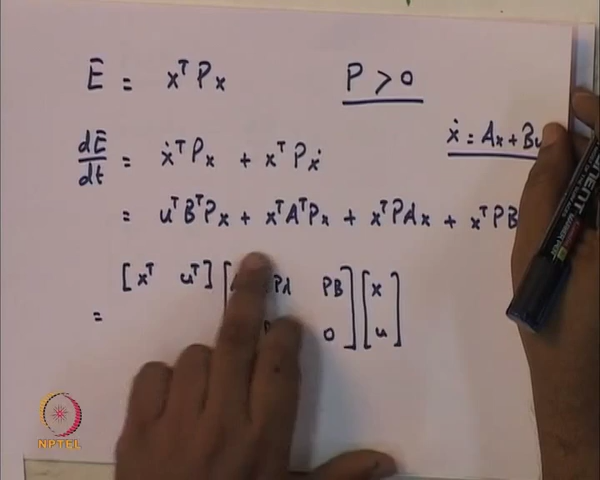 E = xᵀPx    P > 0
dE/dt = ẋᵀPx + xᵀPẋ    ẋ = Ax + Bu
= uᵀBᵀPx + xᵀAᵀPx + xᵀPAx + xᵀPB
= [xᵀ uᵀ] [ PA PB ; 0 ] [x ; u]
NPTEL